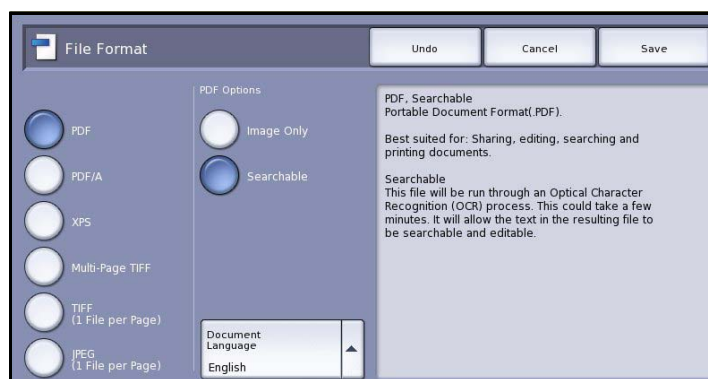 File Format
Undo
Cancel
Save
PDF
PDF/A
XPS
Multi-Page TIFF
TIFF
(1 File per Page)
JPEG
(1 File per Page)
PDF Options
Image Only
Searchable
Document
Language
English
PDF, Searchable
Portable Document Format(.PDF).
Best suited for: Sharing, editing, searching and
printing documents.
Searchable
This file will be run through an Optical Character
Recognition (OCR) process. This could take a few
minutes. It will allow the text in the resulting file to
be searchable and editable.